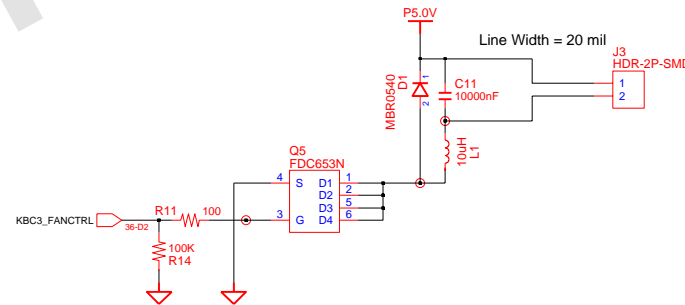 P5.0V
Line Width = 20 mil
J3
HDR-2P-SMD
1
2
MBR0540
D1
1
2
C11
10000nF
10uH
L1
Q5
FDC653N
4 S D1 1
D2 2
D3 5
3 G D4 6
KBC3_FANCTRL
36-D2
R11 100
100K
R14